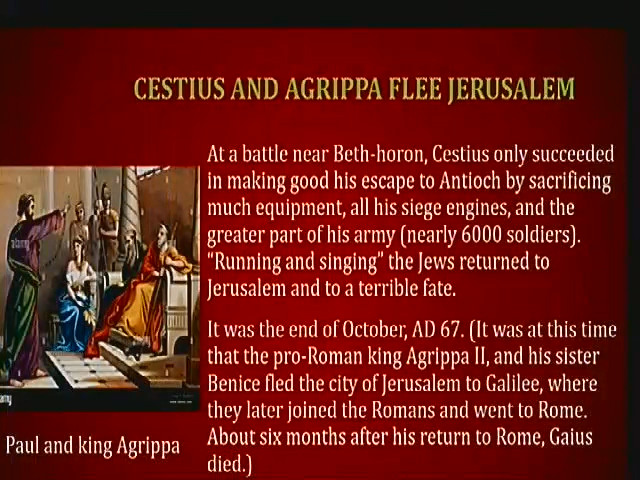 CESTIUS AND AGRIPPA FLEE JERUSALEM
At a battle near Beth-horon, Cestius only succeeded
in making good his escape to Antioch by sacrificing
much equipment, all his siege engines, and the
greater part of his army (nearly 6000 soldiers).
“Running and singing” the Jews returned to
Jerusalem and to a terrible fate.
It was the end of October, AD 67. (It was at this time
that the pro-Roman king Agrippa II, and his sister
Benice fled the city of Jerusalem to Galilee, where
they later joined the Romans and went to Rome.
About six months after his return to Rome, Gaius
died.)
Paul and king Agrippa